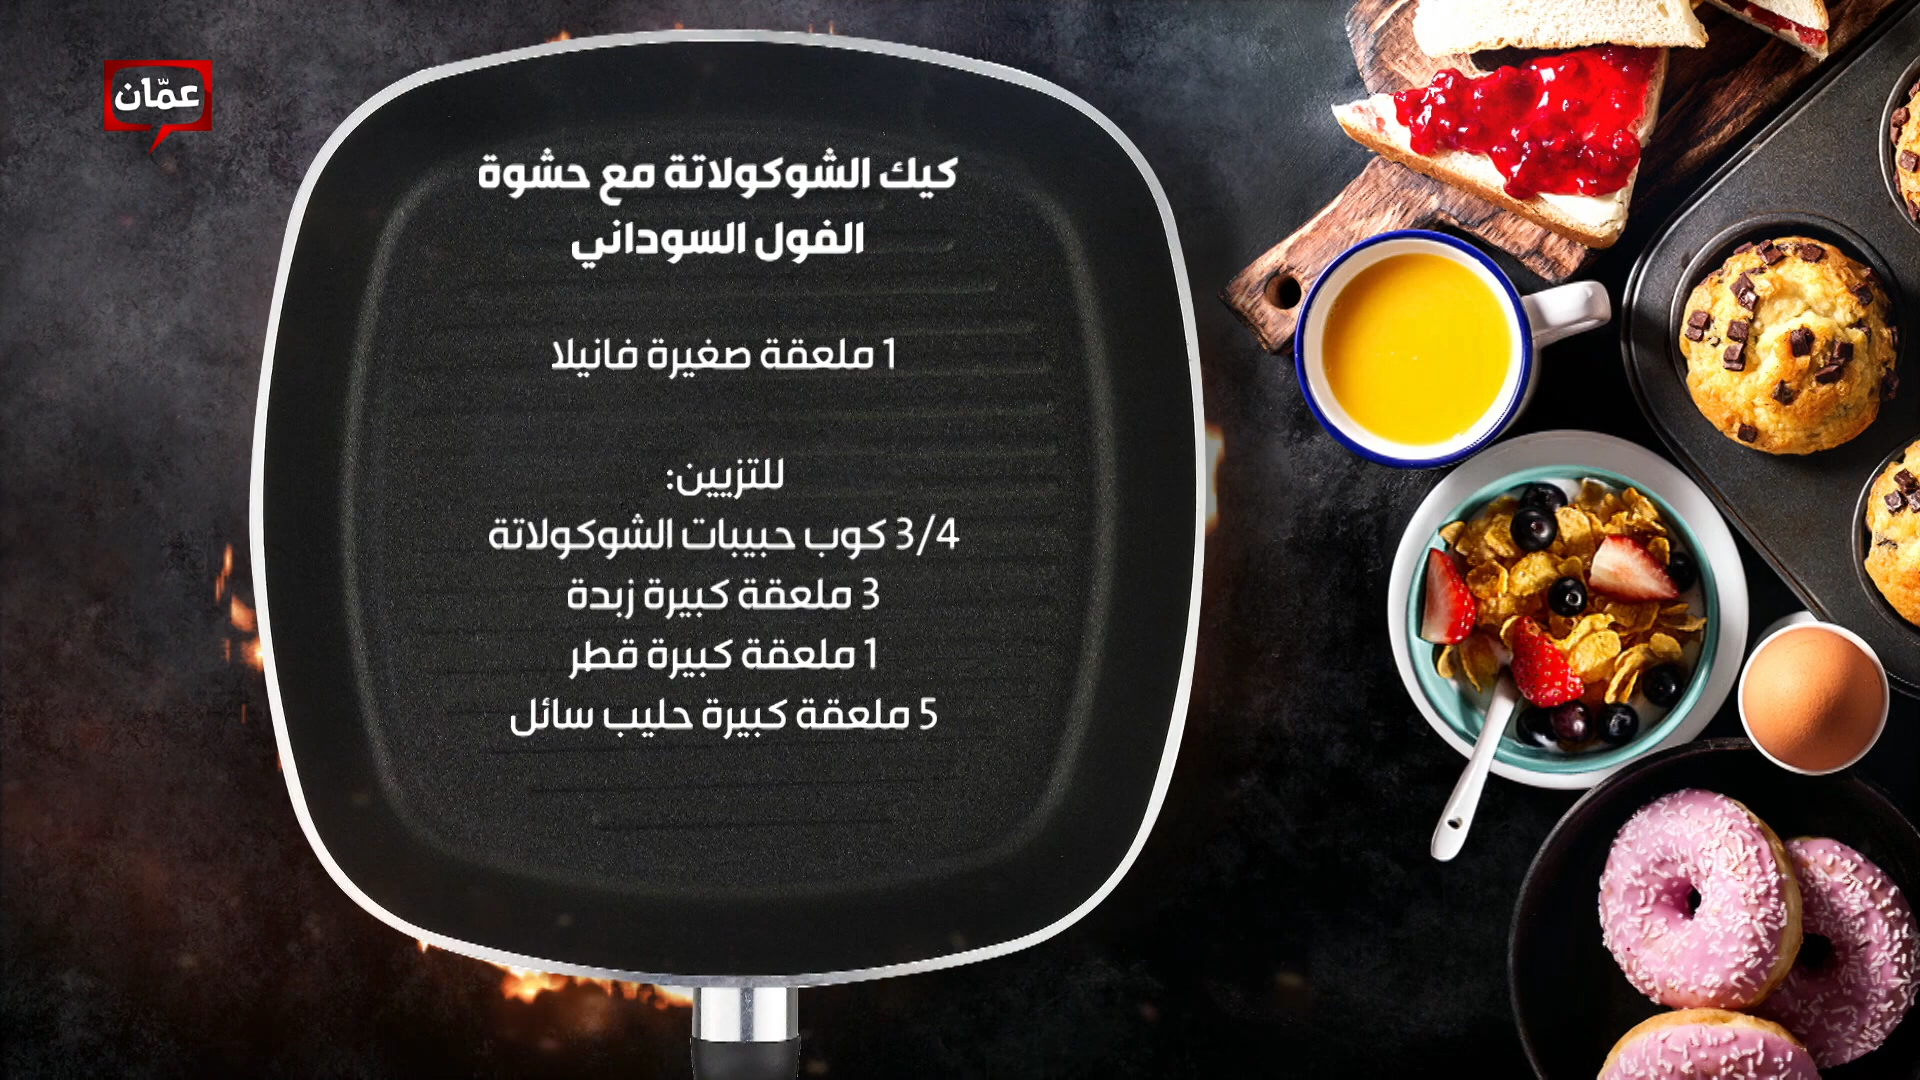 عمّان
كيك الشوكولاتة مع حشوة
الفول السوداني
1 ملعقة صغيرة فانيلا
للتزيين:
3/4 كوب حبيبات الشوكولاتة
3 ملعقة كبيرة زبدة
1 ملعقة كبيرة قطر
5 ملعقة كبيرة حليب سائل